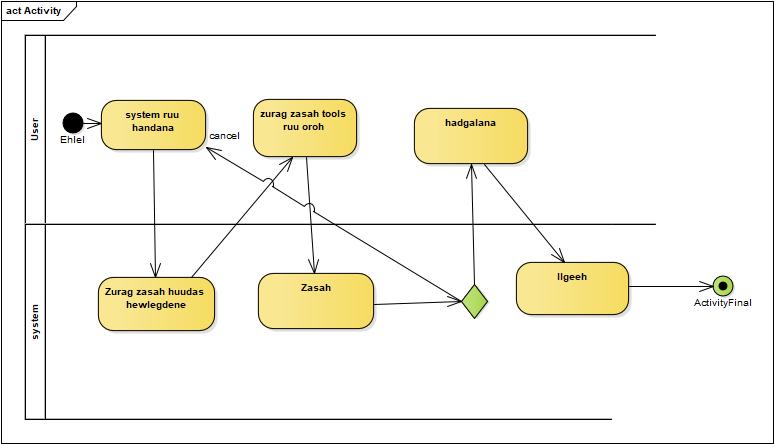 act Activity
User
Ehlel
system ruu
handana
cancel
zurag zasah tools
ruu oroh
hadgalana
system
Zurag zasah huudas
hewlegdene
Zasah
Ilgeeh
ActivityFinal